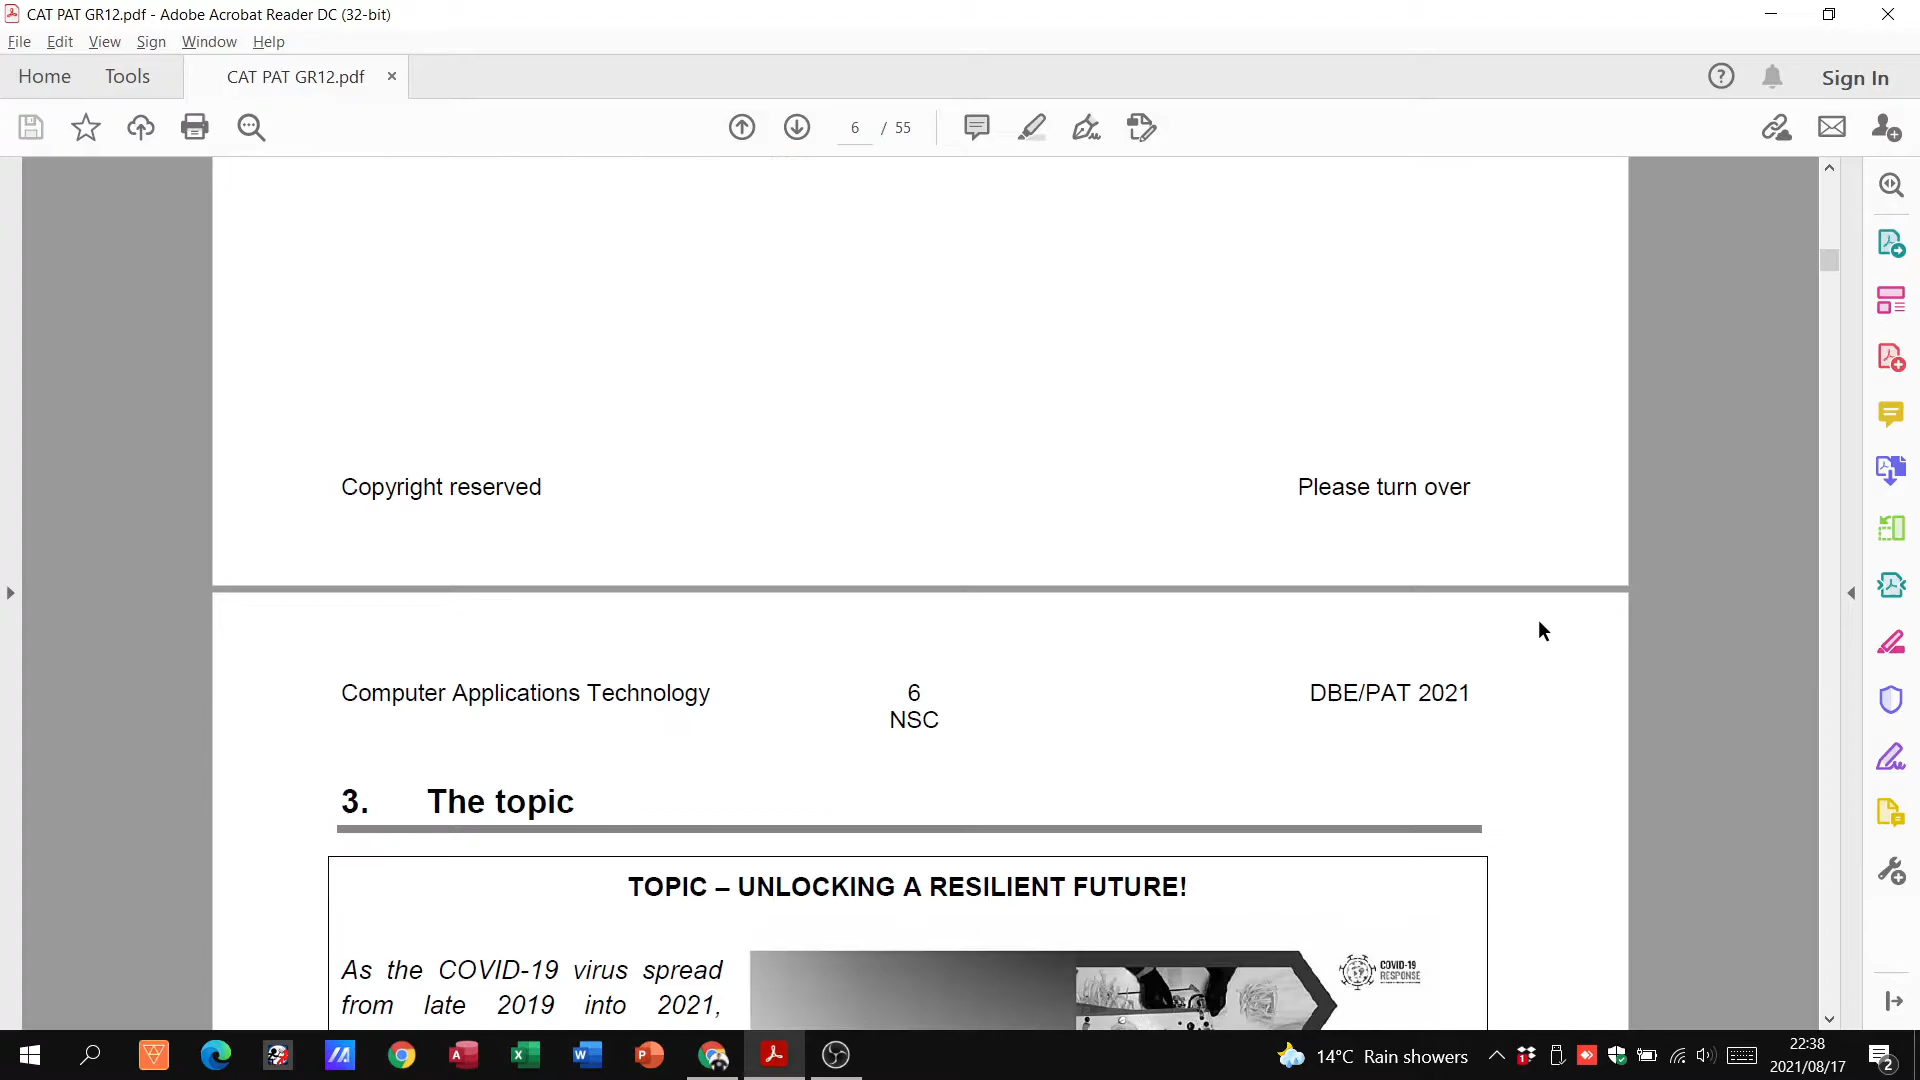 CAT PAT GR12.pdf - Adobe Acrobat Reader DC (32-bit)
File Edit View Sign Window Help
Home Tools CAT PAT GR12.pdf Sign In
6 / 55
Copyright reserved Please turn over
Computer Applications Technology 6 DBE/PAT 2021
NSC
3. The topic
TOPIC – UNLOCKING A RESILIENT FUTURE!
As the COVID-19 virus spread
from late 2019 into 2021,
COVID-19
RESPONSE
14°C Rain showers
22:38
2021/08/17
2